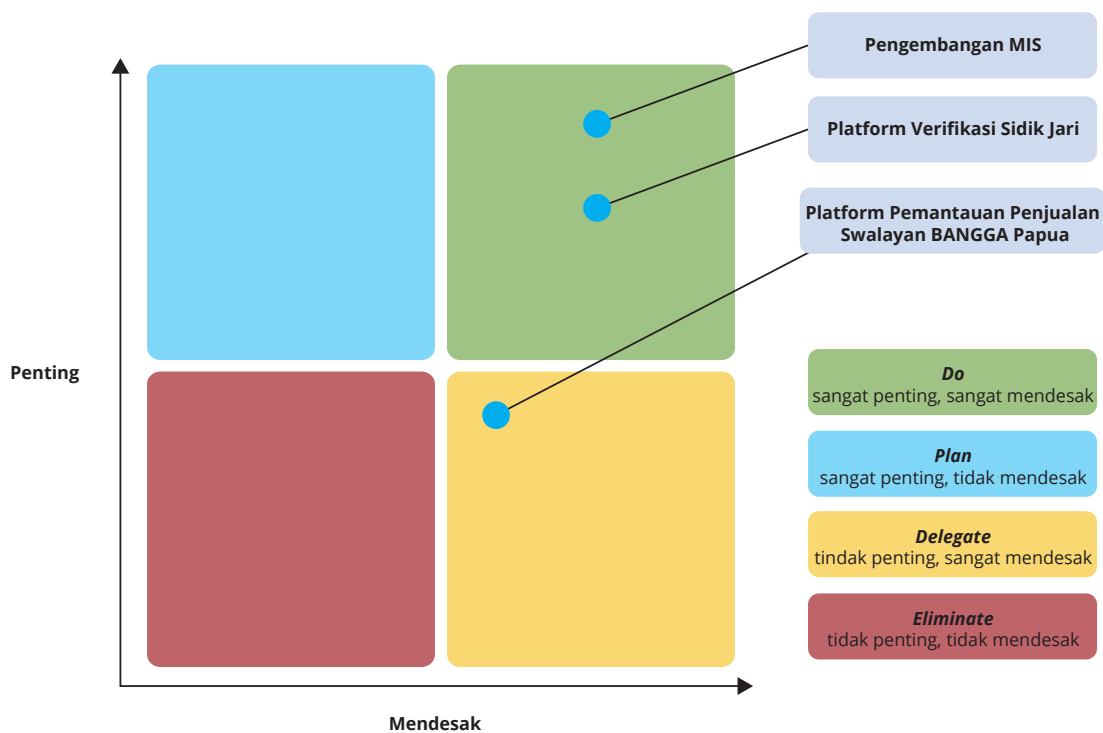 Pengembangan MIS
Platform Verifikasi Sidik Jari
Platform Pemantauan Penjualan
Swalayan BANGGA Papua
Penting
Do
sangat penting, sangat mendesak
Plan
sangat penting, tidak mendesak
Delegate
tindak penting, sangat mendesak
Eliminate
tidak penting, tidak mendesak
Mendesak